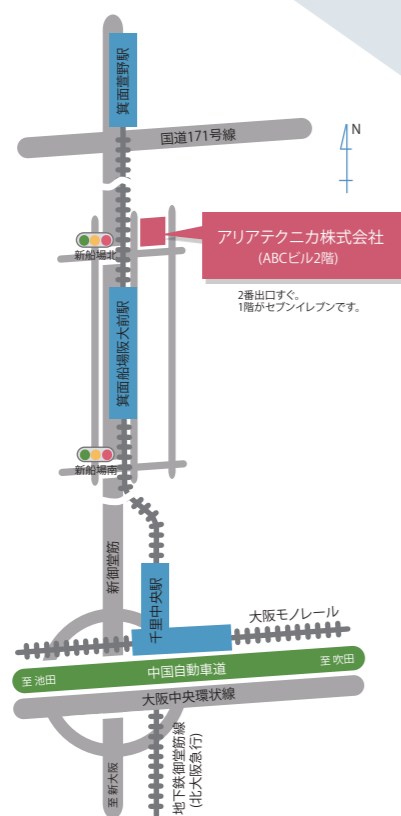 箕面萱野駅
国道171号線
N
アリアテクニカ株式会社
(ABCビル2階)
新船場北
2番出口すぐ。
1階がセブンイレブンです。
箕面船場阪大前駅
新船場南
新御堂筋
千里中央駅
大阪モノレール
至池田
中国自動車道
至吹田
大阪中央環状線
至新大阪
地下鉄御堂筋線
(北大阪急行)